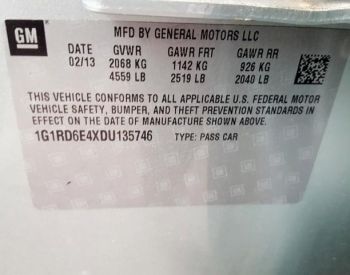 GM
MFD BY GENERAL MOTORS LLC
DATE GVWR GAWR FRT GAWR RR
02/13 2068 KG 1142 KG 926 KG
4559 LB 2519 LB 2040 LB
THIS VEHICLE CONFORMS TO ALL APPLICABLE U.S. FEDERAL MOTOR
VEHICLE SAFETY, BUMPER, AND THEFT PREVENTION STANDARDS IN
EFFECT ON THE DATE OF MANUFACTURE SHOWN ABOVE.
1G1RD6E4XDU135746 TYPE: PASS CAR